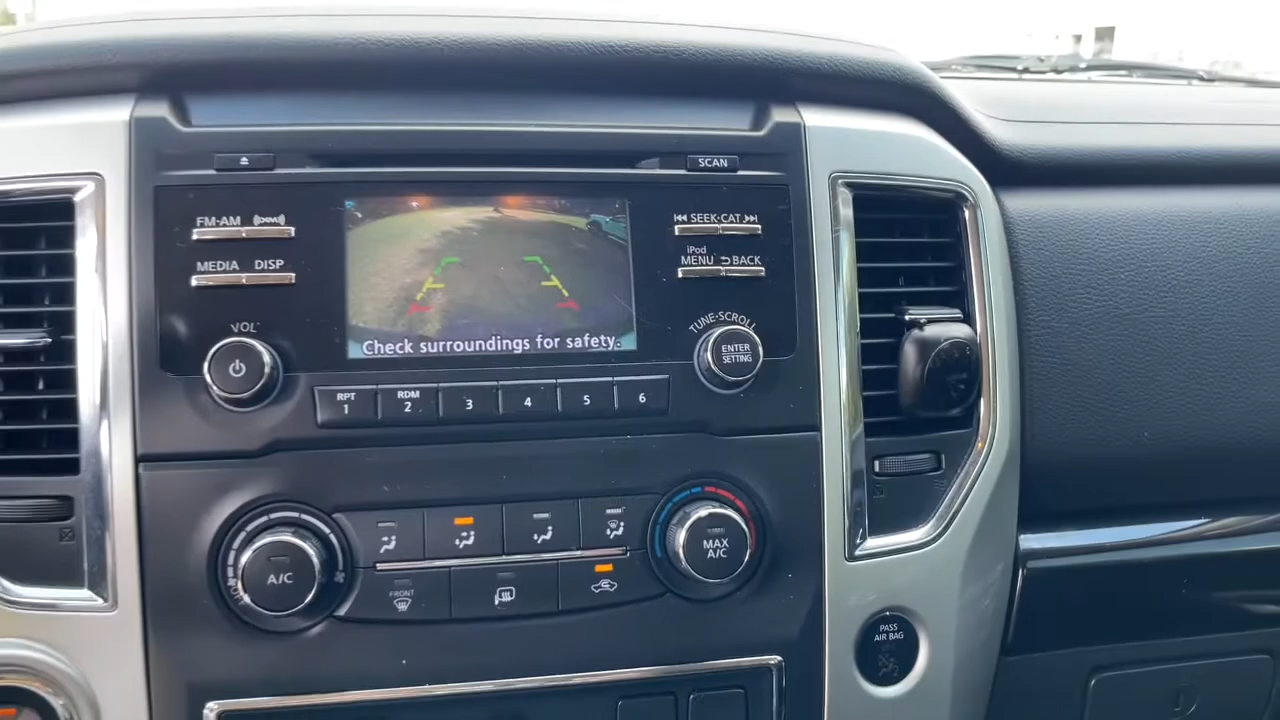 SCAN
FM·AM
SEEK·CAT
iPod
MEDIA DISP
MENU BACK
VOL
TUNE·SCROLL
ENTER
SETTING
Check surroundings for safety.
RPT
1
RDM
2
3
4
5
6
A/C
OFF
MAX
A/C
FRONT
PASS
AIR BAG